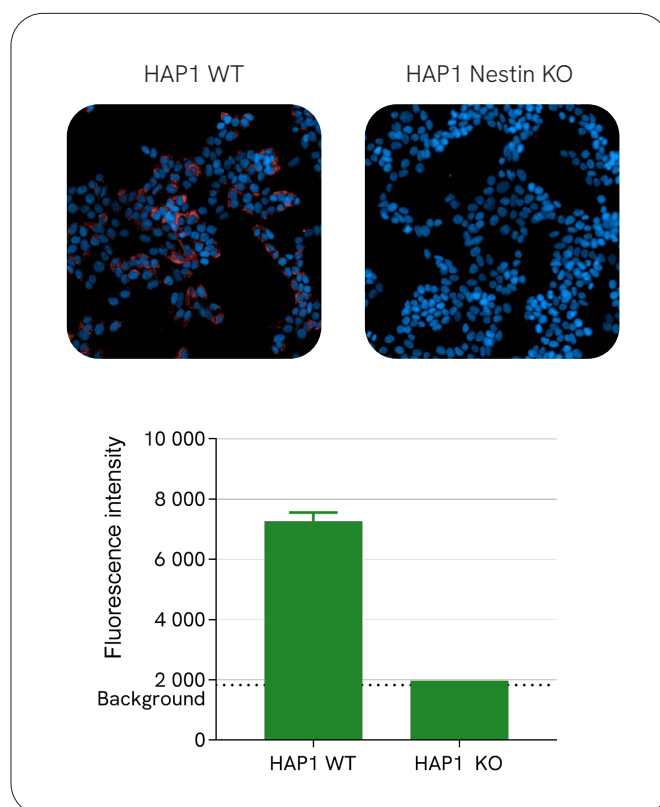 HAP1 WT
HAP1 Nestin KO
Fluorescence intensity
10 000
8 000
6 000
4 000
2 000
Background
0
HAP1 WT
HAP1 KO